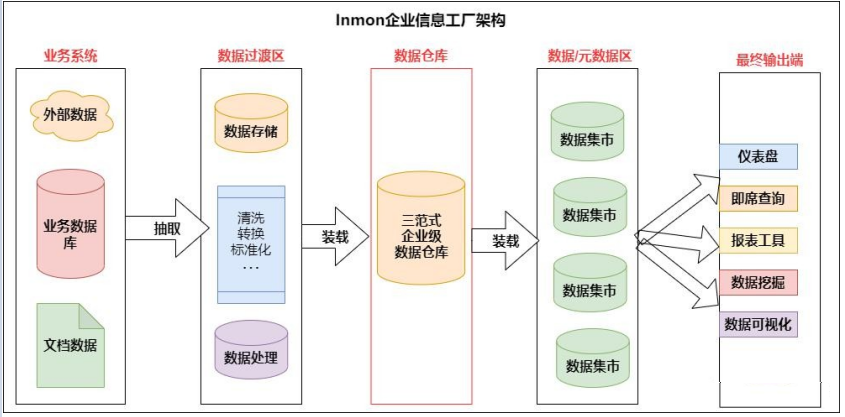 Inmon企业信息工厂架构
业务系统
外部数据
业务数据
库
文档数据
抽取
数据过渡区
数据存储
清洗
转换
标准化
...
数据处理
装载
数据仓库
三范式
企业级
数据仓库
装载
数据/元数据区
数据集市
数据集市
数据集市
数据集市
最终输出端
仪表盘
即席查询
报表工具
数据挖掘
数据可视化